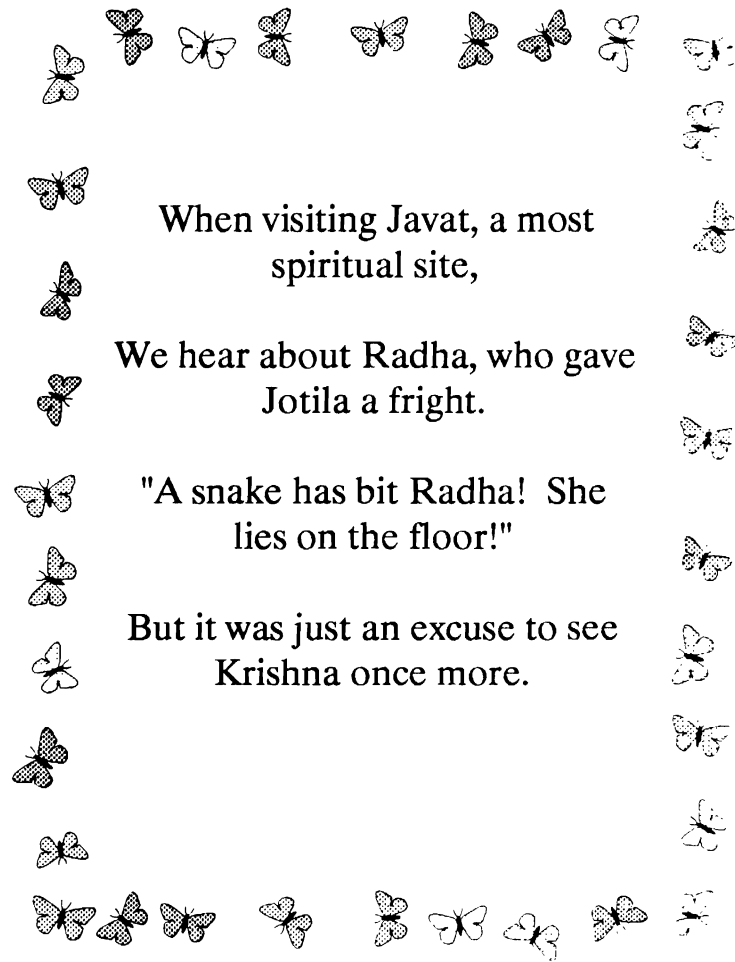 When visiting Javat, a most
spiritual site,
We hear about Radha, who gave
Jotila a fright.
"A snake has bit Radha!  She
lies on the floor!"
But it was just an excuse to see
Krishna once more.